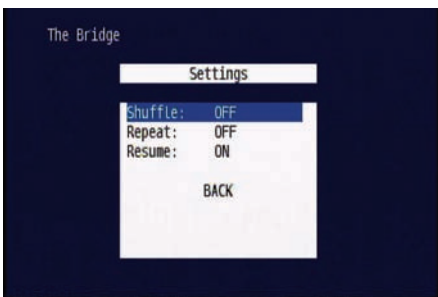 The Bridge
Settings
Shuffle: OFF
Repeat: OFF
Resume: ON
BACK